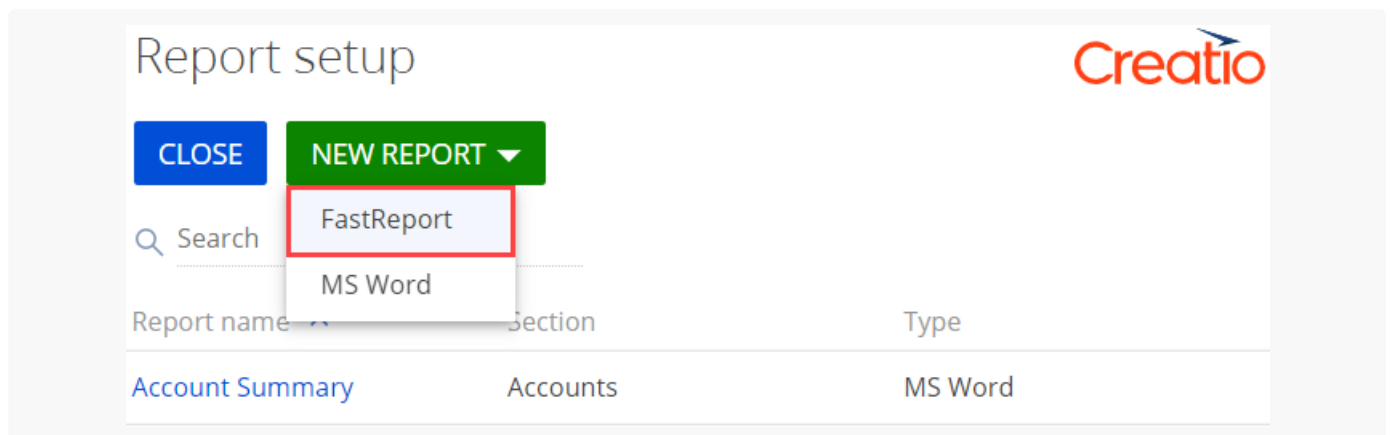 Report setup
Creatio
CLOSE
NEW REPORT
FastReport
Search
MS Word
Report name
Section
Type
Account Summary
Accounts
MS Word